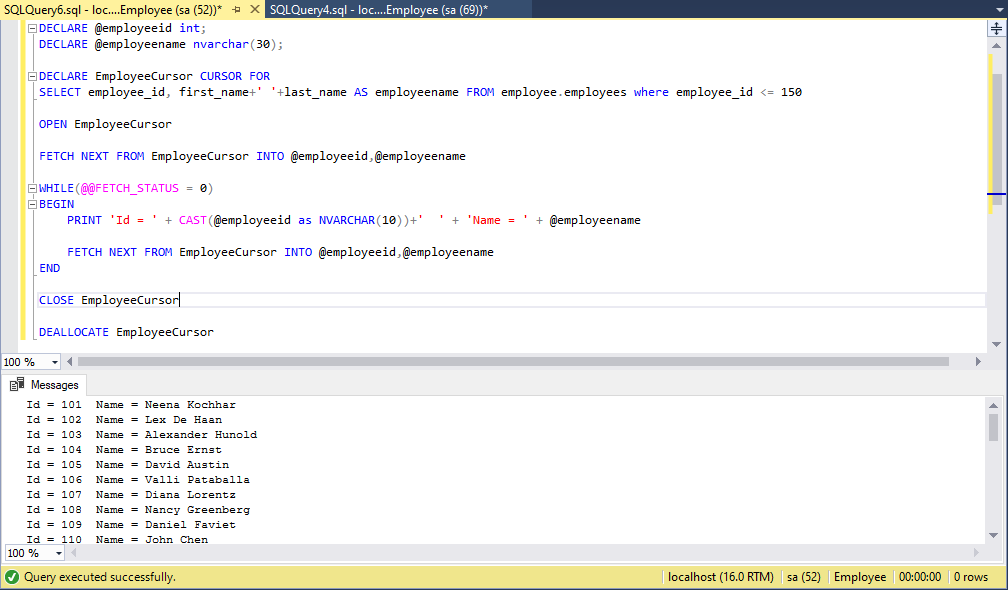 SQLQuery6.sql - loc....Employee (sa (52))* SQLQuery4.sql - loc....Employee (sa (69))*
DECLARE @employeeid int;
DECLARE @employeename nvarchar(30);
DECLARE EmployeeCursor CURSOR FOR
SELECT employee_id, first_name+' '+last_name AS employeename FROM employee.employees where employee_id <= 150
OPEN EmployeeCursor
FETCH NEXT FROM EmployeeCursor INTO @employeeid,@employeename
WHILE(@@FETCH_STATUS = 0)
BEGIN
PRINT 'Id = ' + CAST(@employeeid as NVARCHAR(10))+'  ' + 'Name = ' + @employeename
FETCH NEXT FROM EmployeeCursor INTO @employeeid,@employeename
END
CLOSE EmployeeCursor
DEALLOCATE EmployeeCursor
100 %
Messages
Id = 101  Name = Neena Kochhar
Id = 102  Name = Lex De Haan
Id = 103  Name = Alexander Hunold
Id = 104  Name = Bruce Ernst
Id = 105  Name = David Austin
Id = 106  Name = Valli Pataballa
Id = 107  Name = Diana Lorentz
Id = 108  Name = Nancy Greenberg
Id = 109  Name = Daniel Faviet
Id = 110  Name = John Chen
100 %
Query executed successfully. localhost (16.0 RTM) sa (52) Employee 00:00:00 0 rows